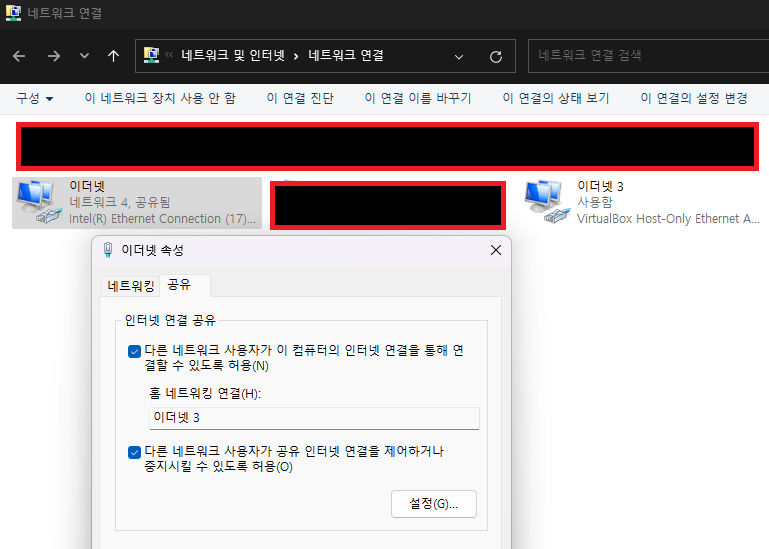 네트워크 연결
네트워크 및 인터넷 › 네트워크 연결
네트워크 연결 검색
구성 이 네트워크 장치 사용 안 함 이 연결 진단 이 연결 이름 바꾸기 이 연결의 상태 보기 이 연결의 설정 변경
이더넷
네트워크 4, 공유됨
Intel(R) Ethernet Connection (17)...
이더넷 3
사용함
VirtualBox Host-Only Ethernet A...
이더넷 속성
네트워킹 공유
인터넷 연결 공유
다른 네트워크 사용자가 이 컴퓨터의 인터넷 연결을 통해 연
결할 수 있도록 허용(N)
홈 네트워킹 연결(H):
이더넷 3
다른 네트워크 사용자가 공유 인터넷 연결을 제어하거나
중지시킬 수 있도록 허용(O)
설정(G)...